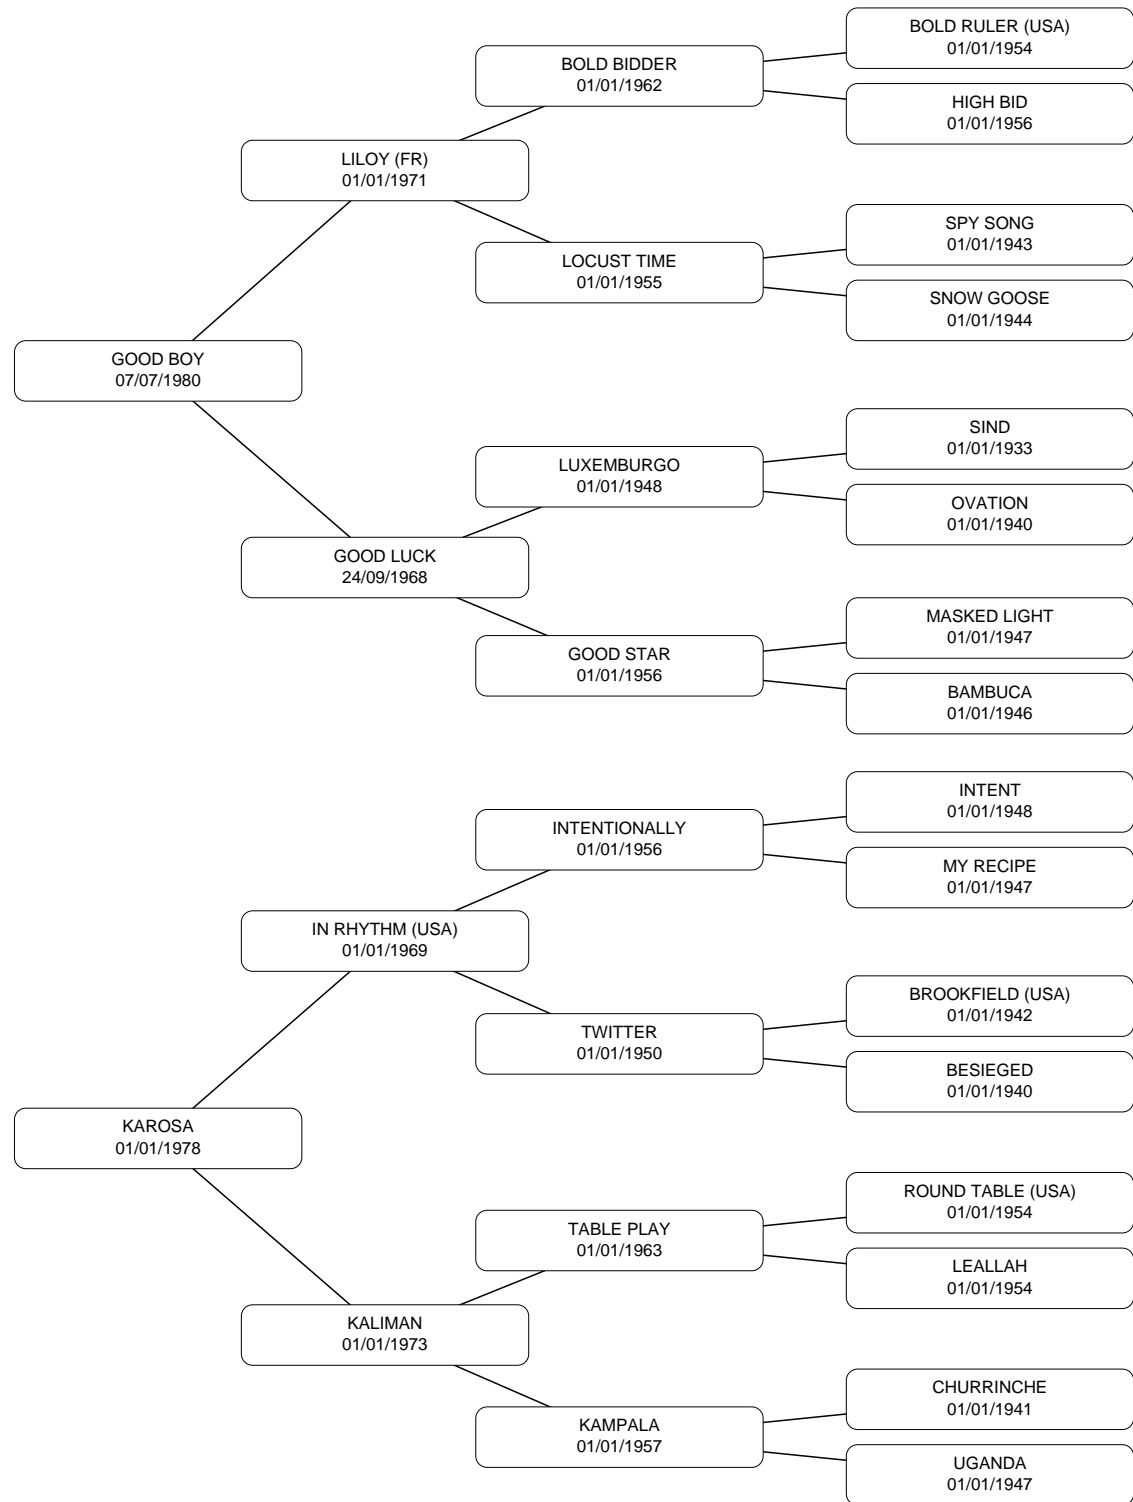 BOLD RULER (USA)
01/01/1954
BOLD BIDDER
01/01/1962
HIGH BID
01/01/1956
LILOY (FR)
01/01/1971
SPY SONG
01/01/1943
LOCUST TIME
01/01/1955
SNOW GOOSE
01/01/1944
GOOD BOY
07/07/1980
SIND
01/01/1933
LUXEMBURGO
01/01/1948
OVATION
01/01/1940
GOOD LUCK
24/09/1968
MASKED LIGHT
01/01/1947
GOOD STAR
01/01/1956
BAMBUCA
01/01/1946
INTENT
01/01/1948
INTENTIONALLY
01/01/1956
MY RECIPE
01/01/1947
IN RHYTHM (USA)
01/01/1969
BROOKFIELD (USA)
01/01/1942
TWITTER
01/01/1950
BESIEGED
01/01/1940
KAROSA
01/01/1978
ROUND TABLE (USA)
01/01/1954
TABLE PLAY
01/01/1963
LEALLAH
01/01/1954
KALIMAN
01/01/1973
CHURRINCHE
01/01/1941
KAMPALA
01/01/1957
UGANDA
01/01/1947